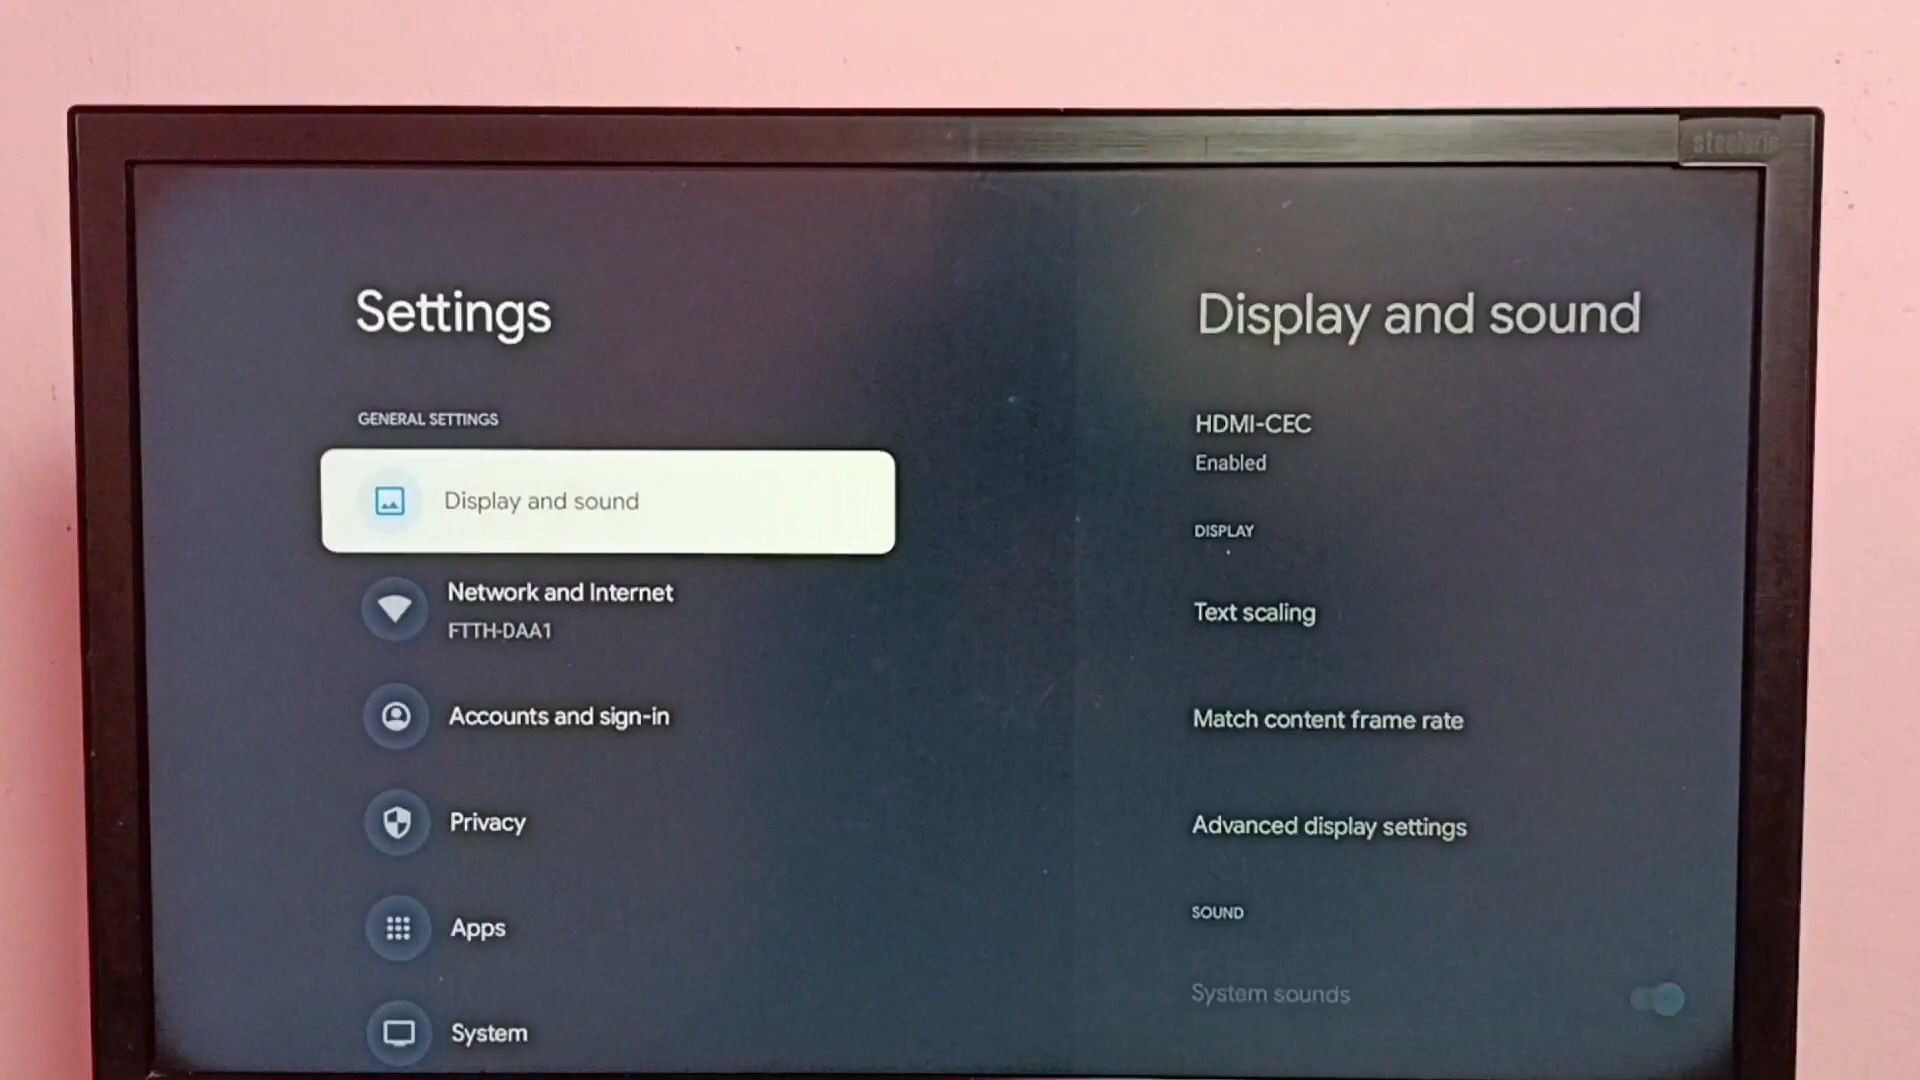 Settings
GENERAL SETTINGS
Display and sound
Network and Internet
FTTH-DAA1
Accounts and sign-in
Privacy
Apps
System
Display and sound
HDMI-CEC
Enabled
DISPLAY
Text scaling
Match content frame rate
Advanced display settings
SOUND
System sounds